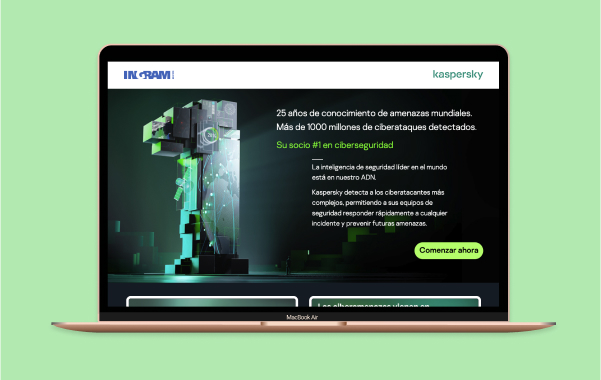 INGRAM
kaspersky
25 años de conocimiento de amenazas mundiales.
Más de 1000 millones de ciberataques detectados.
Su socio #1 en ciberseguridad
La inteligencia de seguridad líder en el mundo
está en nuestro ADN.
Kaspersky detecta a los ciberatacantes más
complejos, permitiendo a sus equipos de
seguridad responder rápidamente a cualquier
incidente y prevenir futuras amenazas.
Comenzar ahora
Las ciberamenazas vienen en
MacBook Air